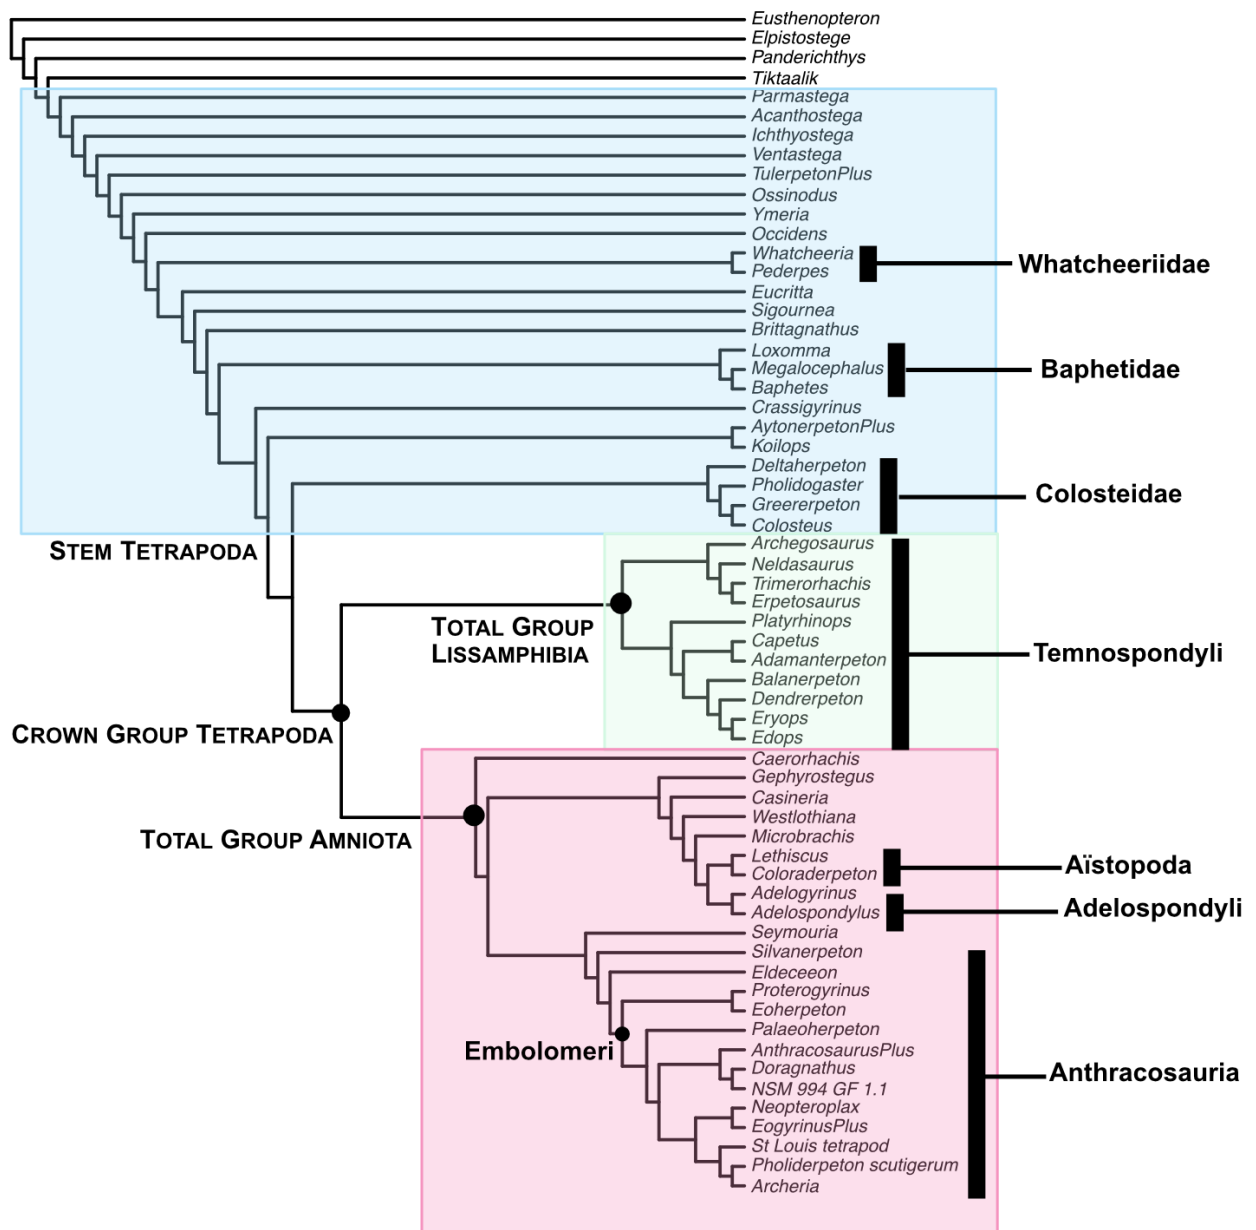 Eusthenopteron
Elpistostege
Panderichthys
Tiktaalik
Parmastega
Acanthostega
Ichthyostega
Ventastega
TulerpetonPlus
Ossinodus
Ymeria
Occidens
Whatcheeria
Pederpes
Whatcheeriidae
Eucritta
Sigournea
Brittagnathus
Loxomma
Megalocephalus
Baphetes
Baphetidae
Crassigyrinus
AytonerpetonPlus
Koilops
Deltaherpeton
Pholidogaster
Greererpeton
Colosteus
Colosteidae
STEM TETRAPODA
Archegosaurus
Neldasaurus
Trimerorhachis
Erpetosaurus
Platyrhinops
Capetus
Adamanterpeton
Balanerpeton
Dendrerpeton
Eryops
Edops
TOTAL GROUP
LISSAMPHIBIA
Temnospondyli
CROWN GROUP TETRAPODA
Caerorhachis
Gephyrostegus
Casineria
Westlothiana
Microbrachis
Lethiscus
Coloraderpeton
Adelogyrinus
Adelospondylus
TOTAL GROUP AMNIOTA
Aïstopoda
Adelospondyli
Seymouria
Silvanerpeton
Eldeceeon
Proterogyrinus
Eoherpeton
Palaeoherpeton
AnthracosaurusPlus
Doragnathus
NSM 994 GF 1.1
Neopteroplax
EogyrinusPlus
St Louis tetrapod
Pholiderpeton scutigerum
Archeria
Embolomeri
Anthracosauria